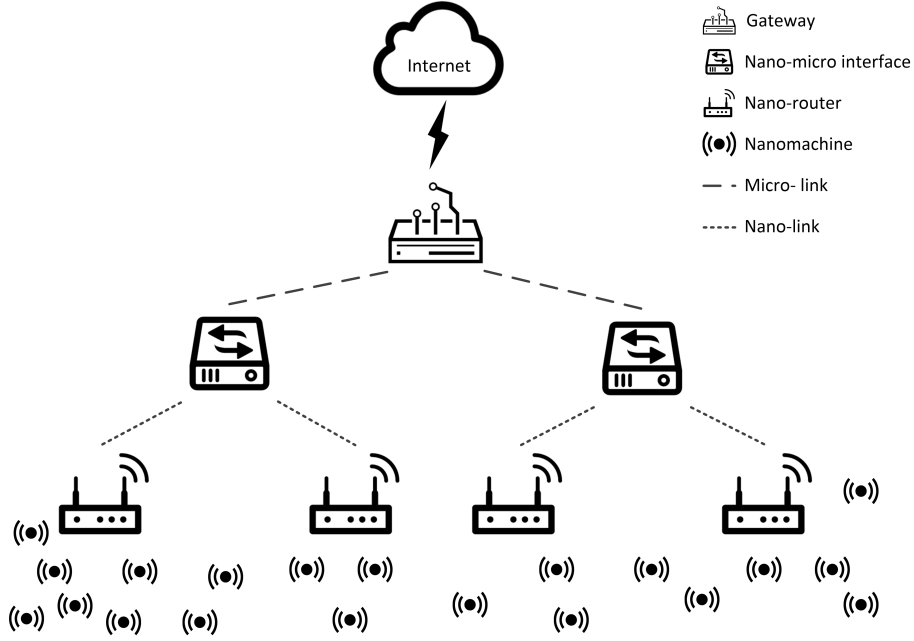 Internet
Gateway
Nano-micro interface
Nano-router
Nanomachine
Micro- link
Nano-link